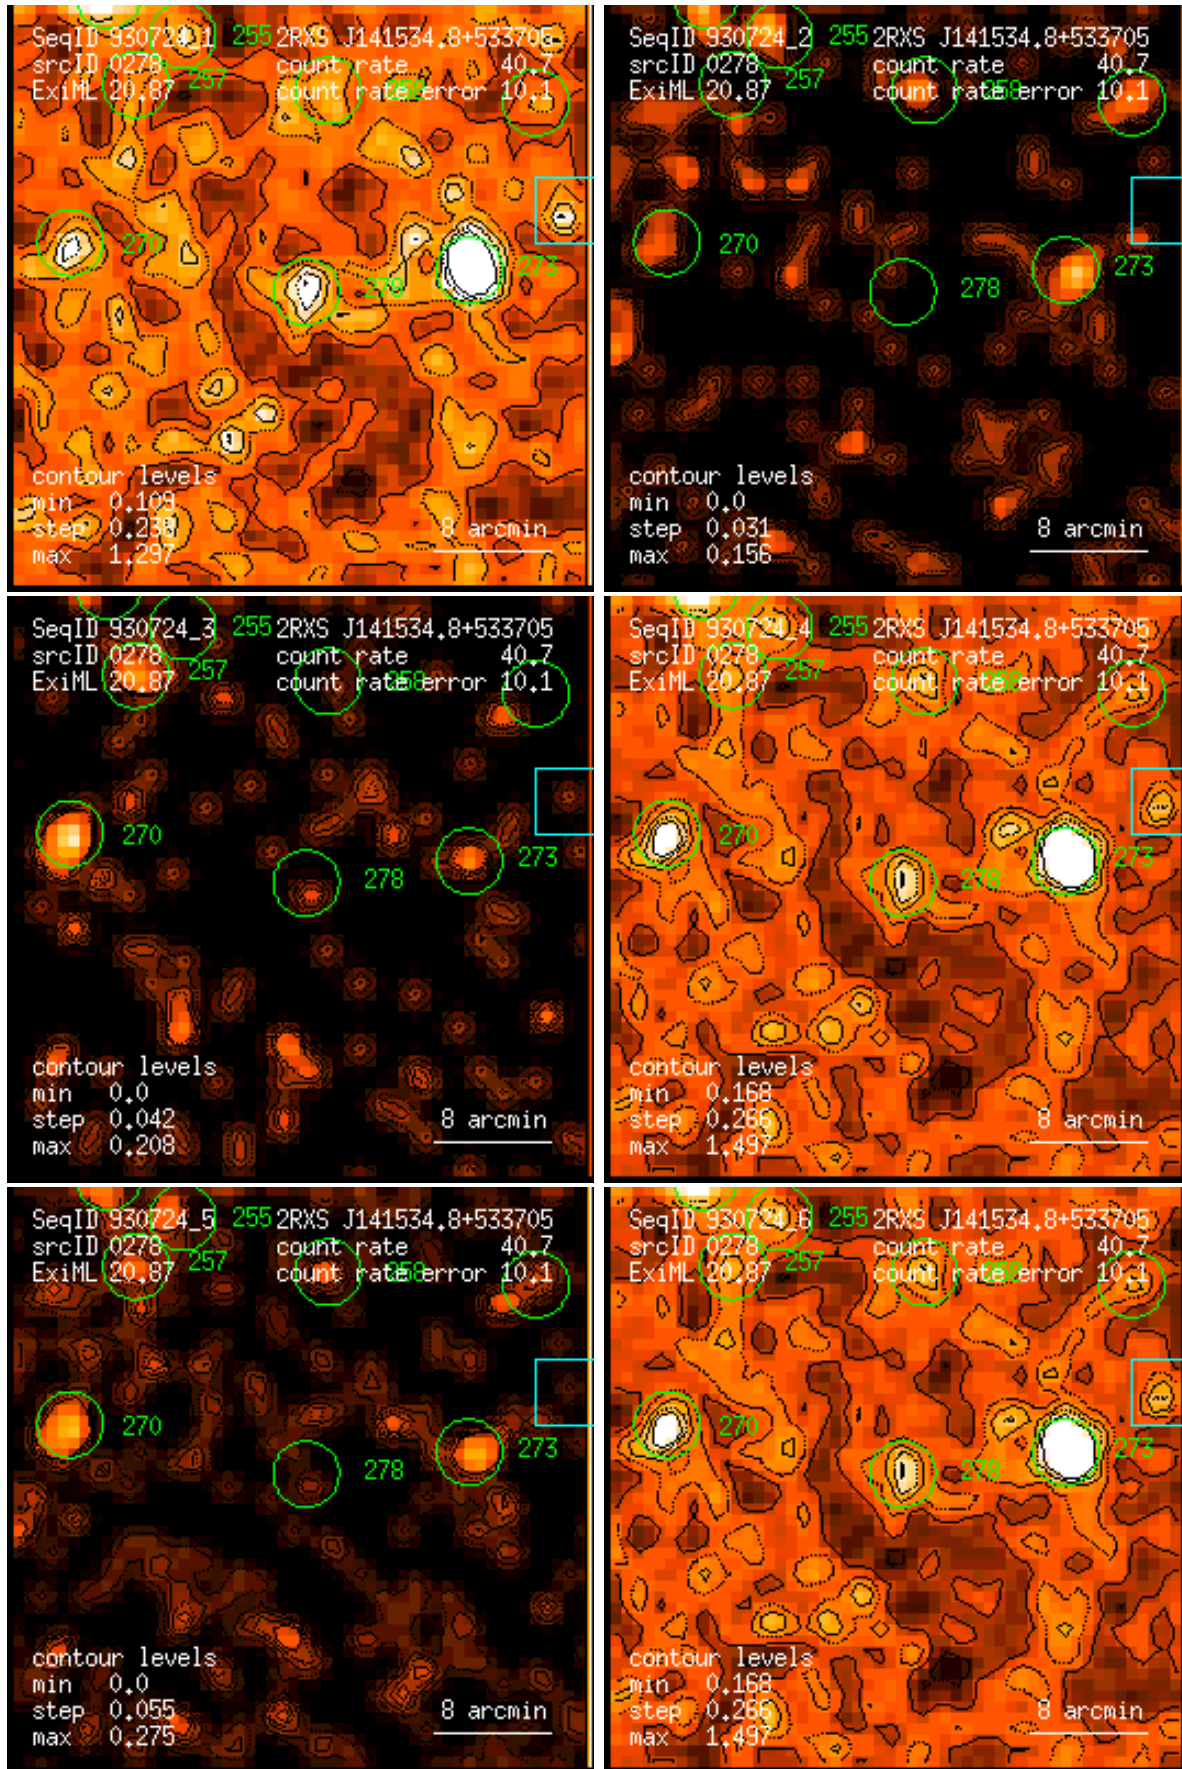 SeqID 930724_1 255 2RXS J141534.8+533705
srcID 0278 257 count rate 40.7
ExiML 20.87 count rate error 10.1
258
270
273
278
contour levels
min 0.109
step 0.238
max 1.297
8 arcmin
SeqID 930724_2 255 2RXS J141534.8+533705
srcID 0278 257 count rate 40.7
ExiML 20.87 count rate error 10.1
258
270
273
278
contour levels
min 0.0
step 0.031
max 0.156
8 arcmin
SeqID 930724_3 255 2RXS J141534.8+533705
srcID 0278 257 count rate 40.7
ExiML 20.87 count rate error 10.1
258
270
273
278
contour levels
min 0.0
step 0.042
max 0.208
8 arcmin
SeqID 930724_4 255 2RXS J141534.8+533705
srcID 0278 257 count rate 40.7
ExiML 20.87 count rate error 10.1
258
270
273
278
contour levels
min 0.168
step 0.266
max 1.497
8 arcmin
SeqID 930724_5 255 2RXS J141534.8+533705
srcID 0278 257 count rate 40.7
ExiML 20.87 count rate error 10.1
258
270
273
278
contour levels
min 0.0
step 0.055
max 0.275
8 arcmin
SeqID 930724_6 255 2RXS J141534.8+533705
srcID 0278 257 count rate 40.7
ExiML 20.87 count rate error 10.1
258
270
273
278
contour levels
min 0.168
step 0.266
max 1.497
8 arcmin